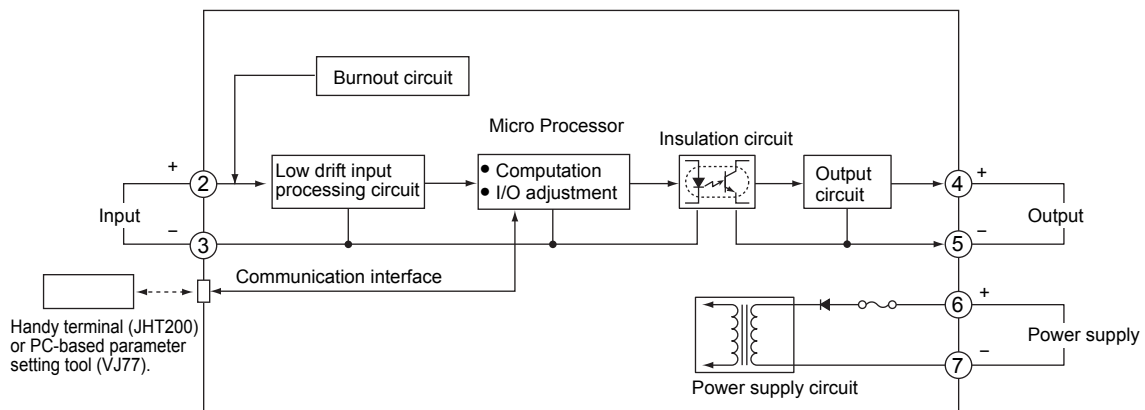 Burnout circuit
Micro Processor
Insulation circuit
Low drift input
processing circuit
• Computation
• I/O adjustment
Output
circuit
+
2
4
+
Input
Output
−
3
5
−
Communication interface
6
+
Handy terminal (JHT200)
or PC-based parameter
setting tool (VJ77).
Power supply
7
−
Power supply circuit